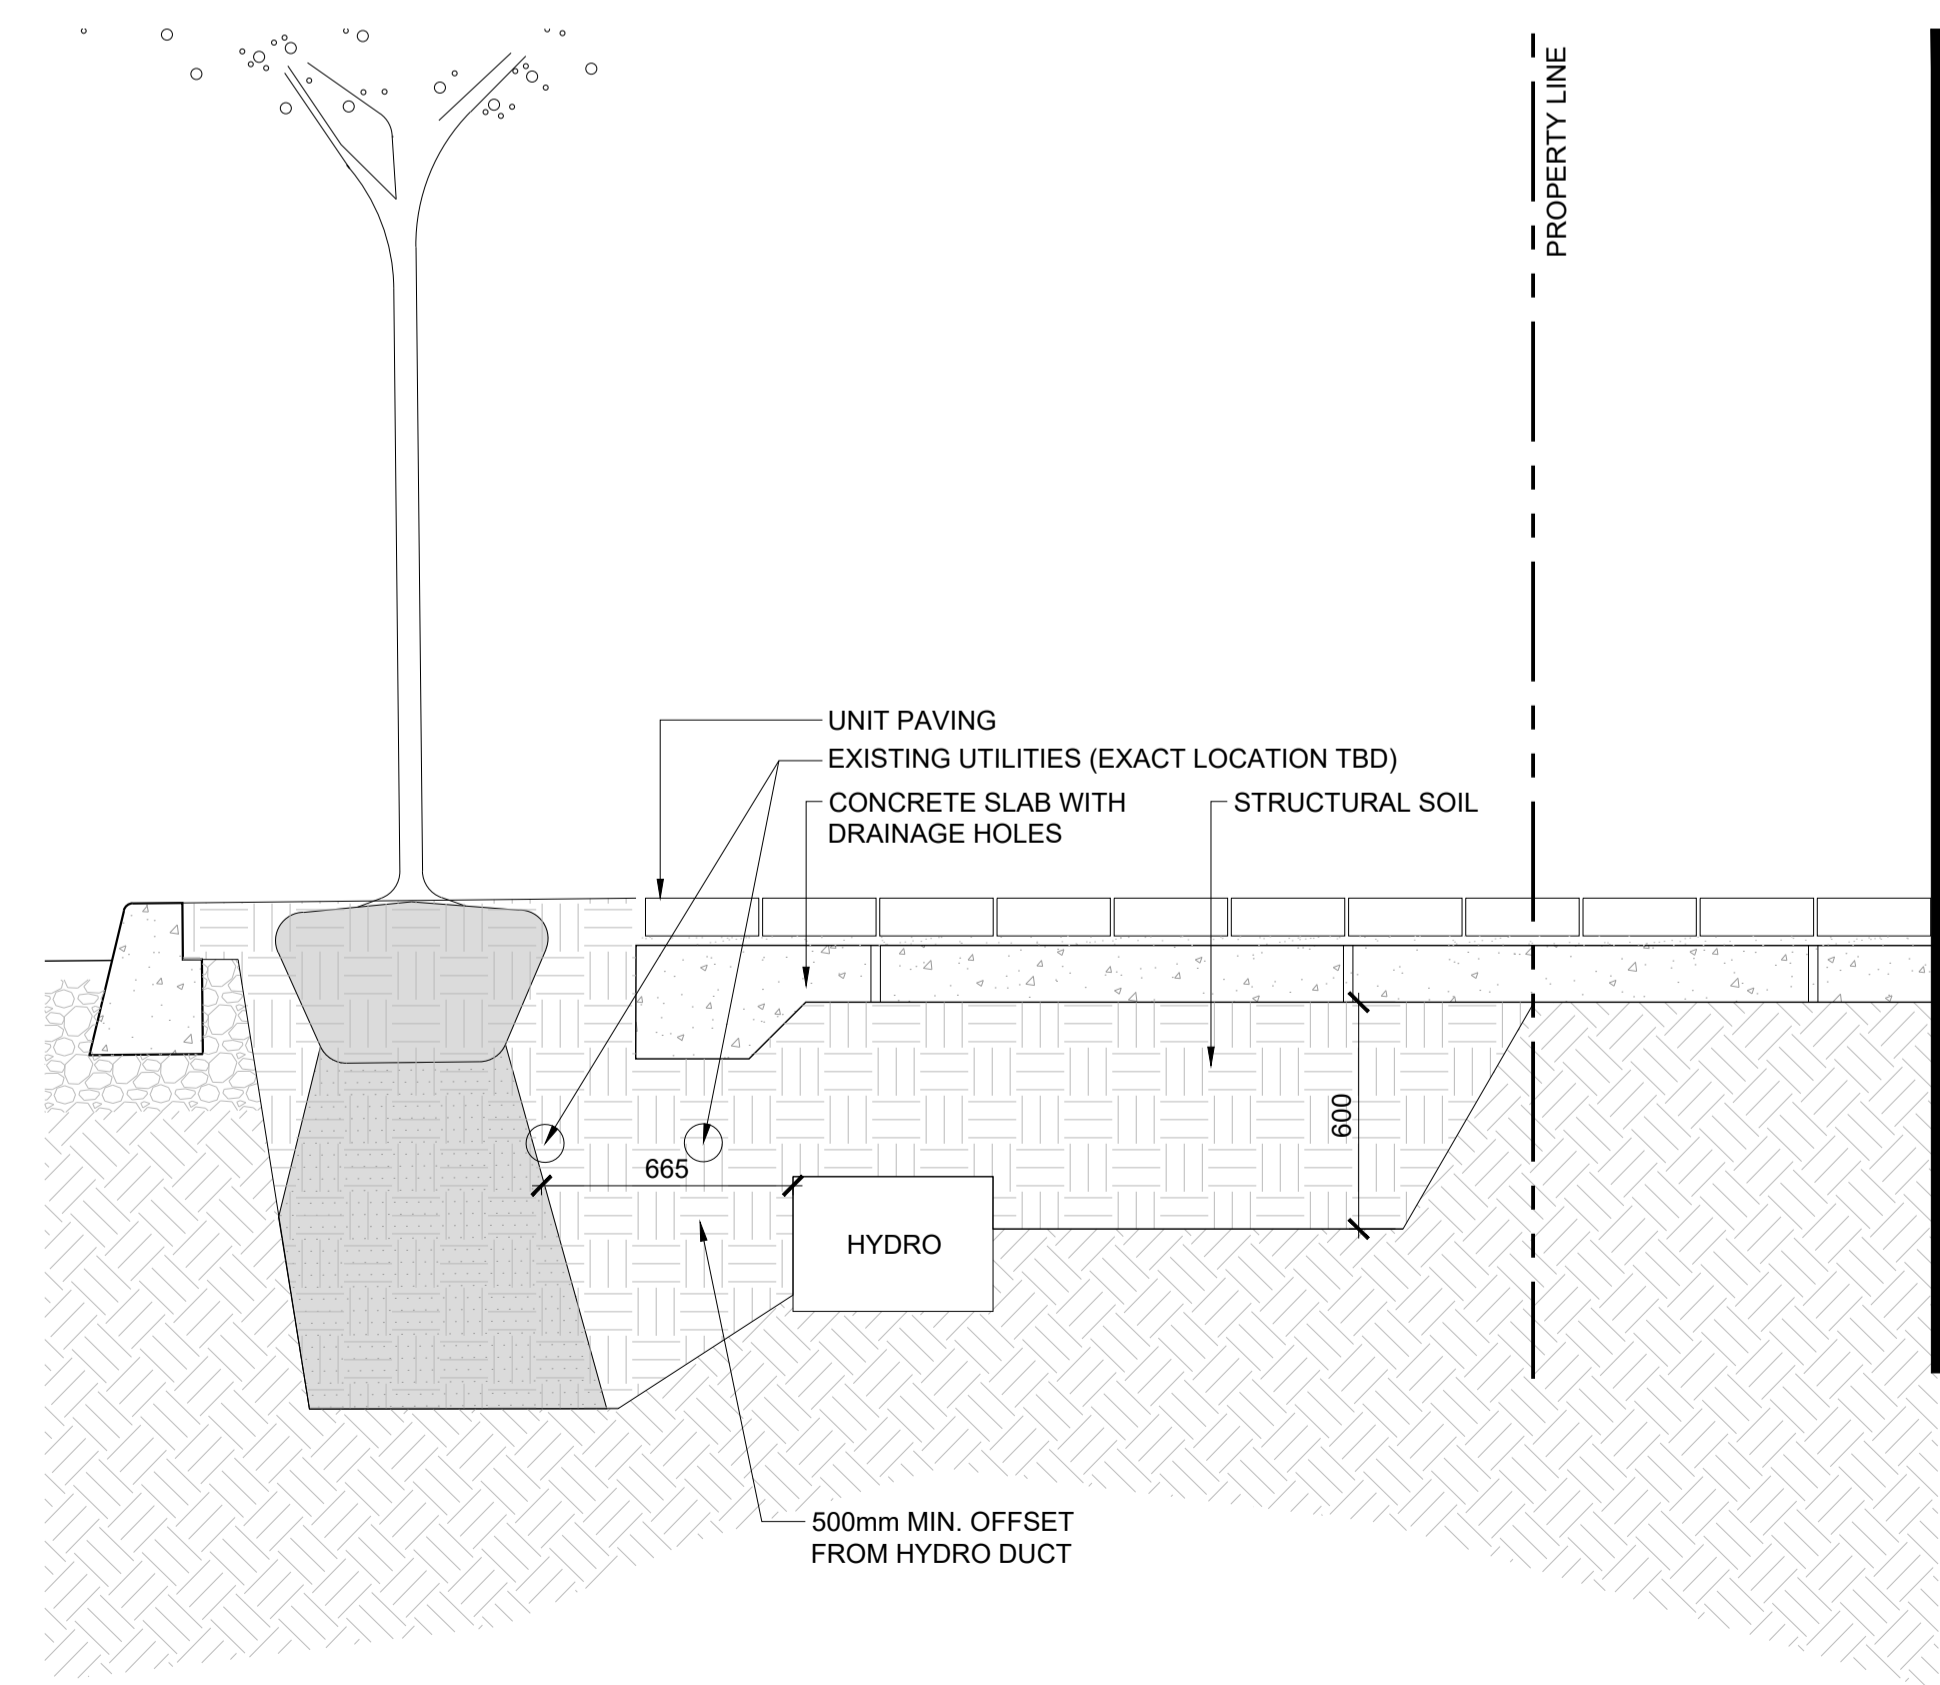 PROPERTY LINE
UNIT PAVING
EXISTING UTILITIES (EXACT LOCATION TBD)
CONCRETE SLAB WITH
DRAINAGE HOLES
STRUCTURAL SOIL
600
665
HYDRO
500mm MIN. OFFSET
FROM HYDRO DUCT